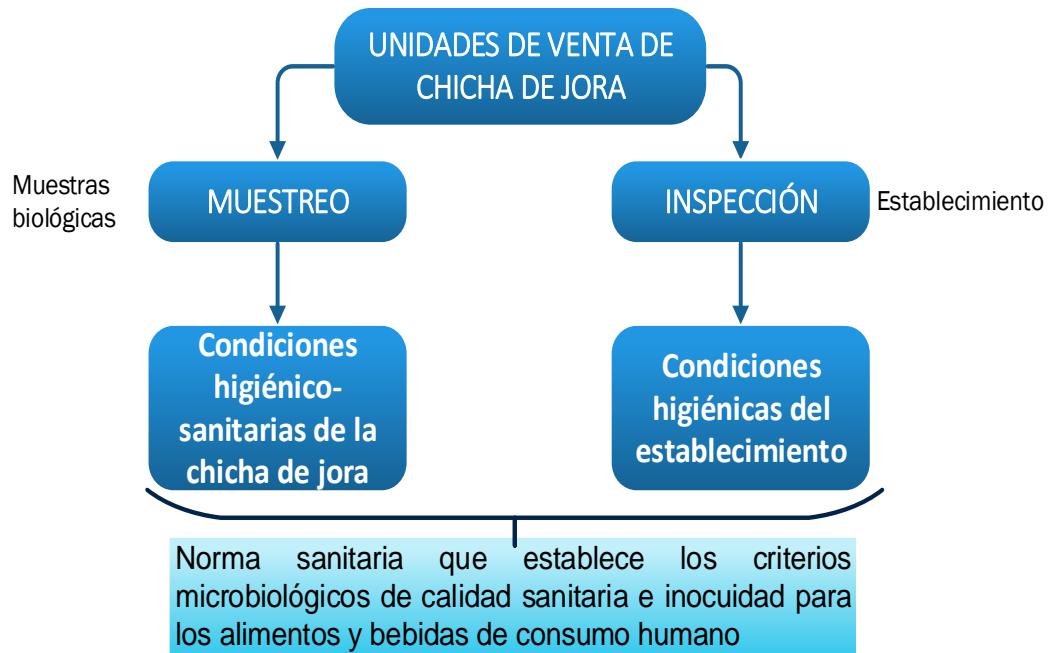 UNIDADES DE VENTA DE
CHICHA DE JORA
Muestras
biológicas
MUESTREO
INSPECCIÓN
Establecimiento
Condiciones
higiénico-
sanitarias de la
chicha de jora
Condiciones
higiénicas del
establecimiento
Norma sanitaria que establece los criterios
microbiológicos de calidad sanitaria e inocuidad para
los alimentos y bebidas de consumo humano